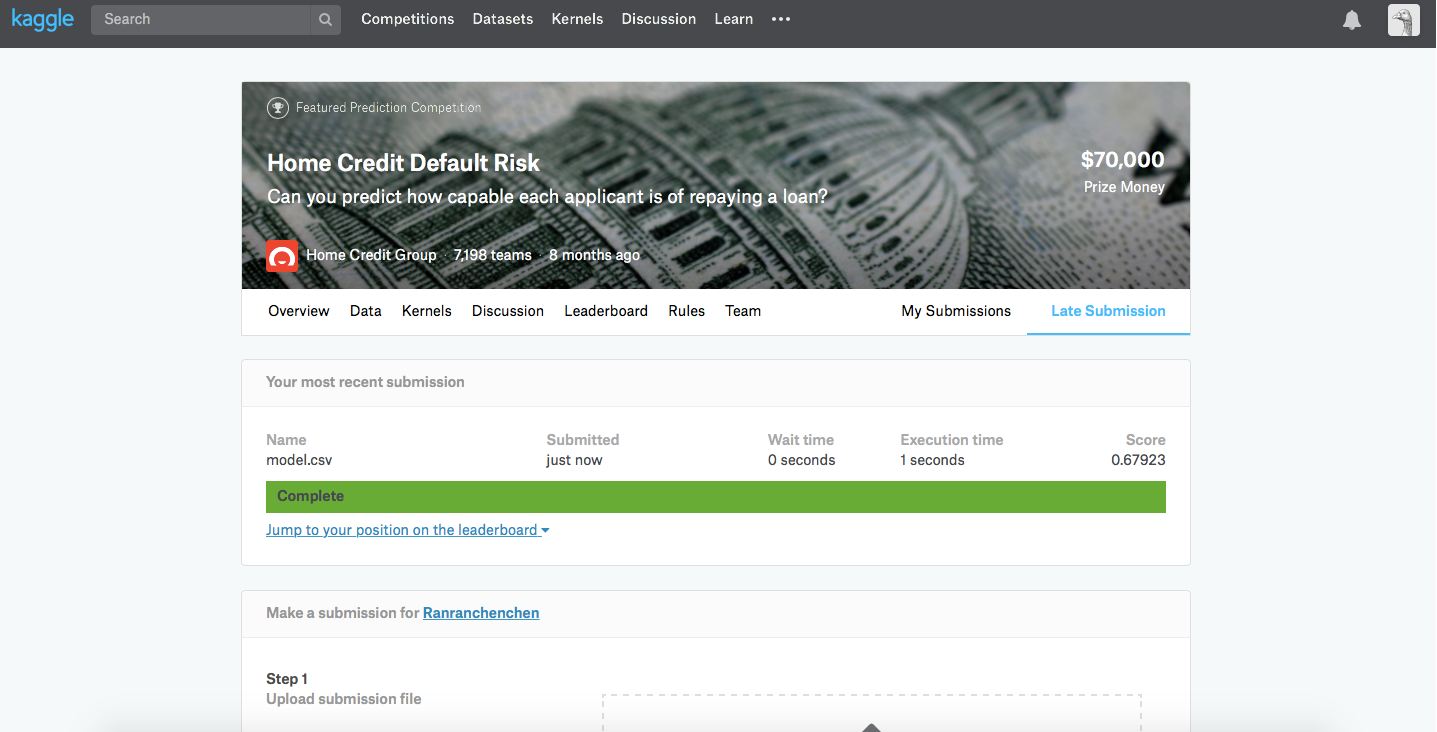 kaggle Search Competitions Datasets Kernels Discussion Learn
Featured Prediction Competition
Home Credit Default Risk
$70,000
Can you predict how capable each applicant is of repaying a loan?
Prize Money
Home Credit Group · 7,198 teams · 8 months ago
Overview Data Kernels Discussion Leaderboard Rules Team My Submissions Late Submission
Your most recent submission
Name Submitted Wait time Execution time Score
model.csv just now 0 seconds 1 seconds 0.67923
Complete
Jump to your position on the leaderboard
Make a submission for Ranranchenchen
Step 1
Upload submission file